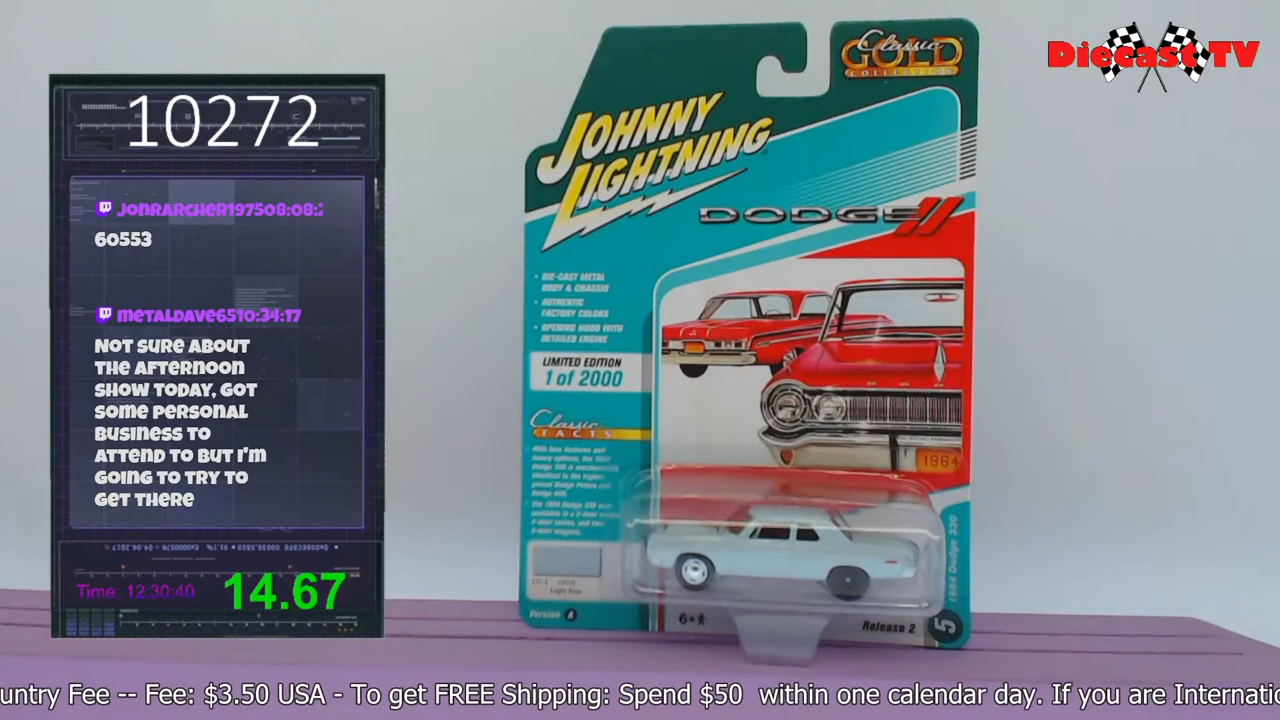 10272
JONRARCHER197508:08:
60553
METALDAVE6510:34:17
NOT SURE ABOUT
THE AFTERNOON
SHOW TODAY, GOT
SOME PERSONAL
BUSINESS TO
ATTEND TO BUT I'M
GOING TO TRY TO
GET THERE
Time: 12:30:40
14.67
Diecast TV
Classic
GOLD
COLLECTION
JOHNNY
LIGHTNING
DODGE
• DIE-CAST METAL
BODY & CHASSIS
• AUTHENTIC
FACTORY COLORS
• OPENING HOOD WITH
DETAILED ENGINE
LIMITED EDITION
1 of 2000
Classic
FACTS
1964
1964 Dodge 330
Light Blue
Version A
6+
Release 2
5
untry Fee -- Fee: $3.50 USA - To get FREE Shipping: Spend $50 within one calendar day. If you are Internatio